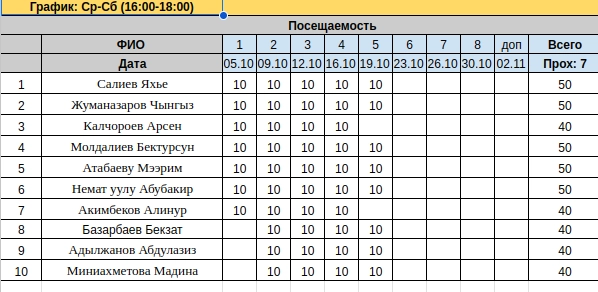 График: Ср-Сб (16:00-18:00)
Посещаемость
ФИО 1 2 3 4 5 6 7 8 доп Всего
Дата 05.10 09.10 12.10 16.10 19.10 23.10 26.10 30.10 02.11 Прох: 7
1 Салиев Яхье 10 10 10 10 10 50
2 Жуманазаров Чынгыз 10 10 10 10 10 50
3 Калчороев Арсен 10 10 10 10 40
4 Молдалиев Бектурсун 10 10 10 10 10 50
5 Атабаеву Мээрим 10 10 10 10 10 50
6 Немат уулу Абубакир 10 10 10 10 10 50
7 Акимбеков Алинур 10 10 10 10 40
8 Базарбаев Бекзат 10 10 10 10 40
9 Адылжанов Абдулазиз 10 10 10 10 40
10 Миниахметова Мадина 10 10 10 10 40